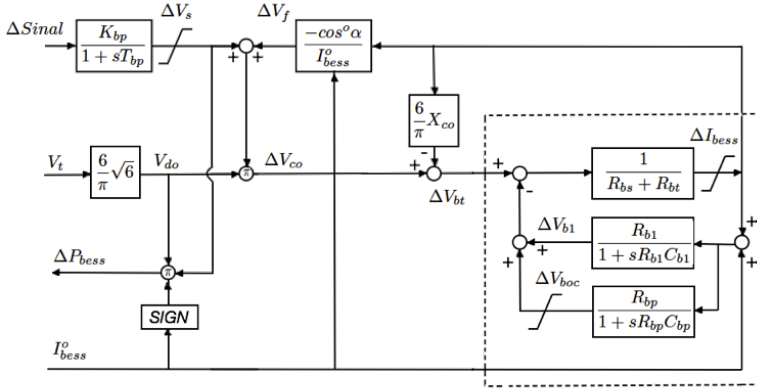 ΔSinal
K_bp
1 + sT_bp
ΔV_s
+
+
ΔV_f
−cos°α
I°_bess
6
π
X_co
-
V_t
6
π
√6
V_do
π
ΔV_co
+
ΔV_bt
+
-
1
R_bs + R_bt
ΔI_bess
ΔV_b1
+
+
R_b1
1 + sR_b1C_b1
+
+
ΔP_bess
π
ΔV_boc
R_bp
1 + sR_bpC_bp
SIGN
I°_bess